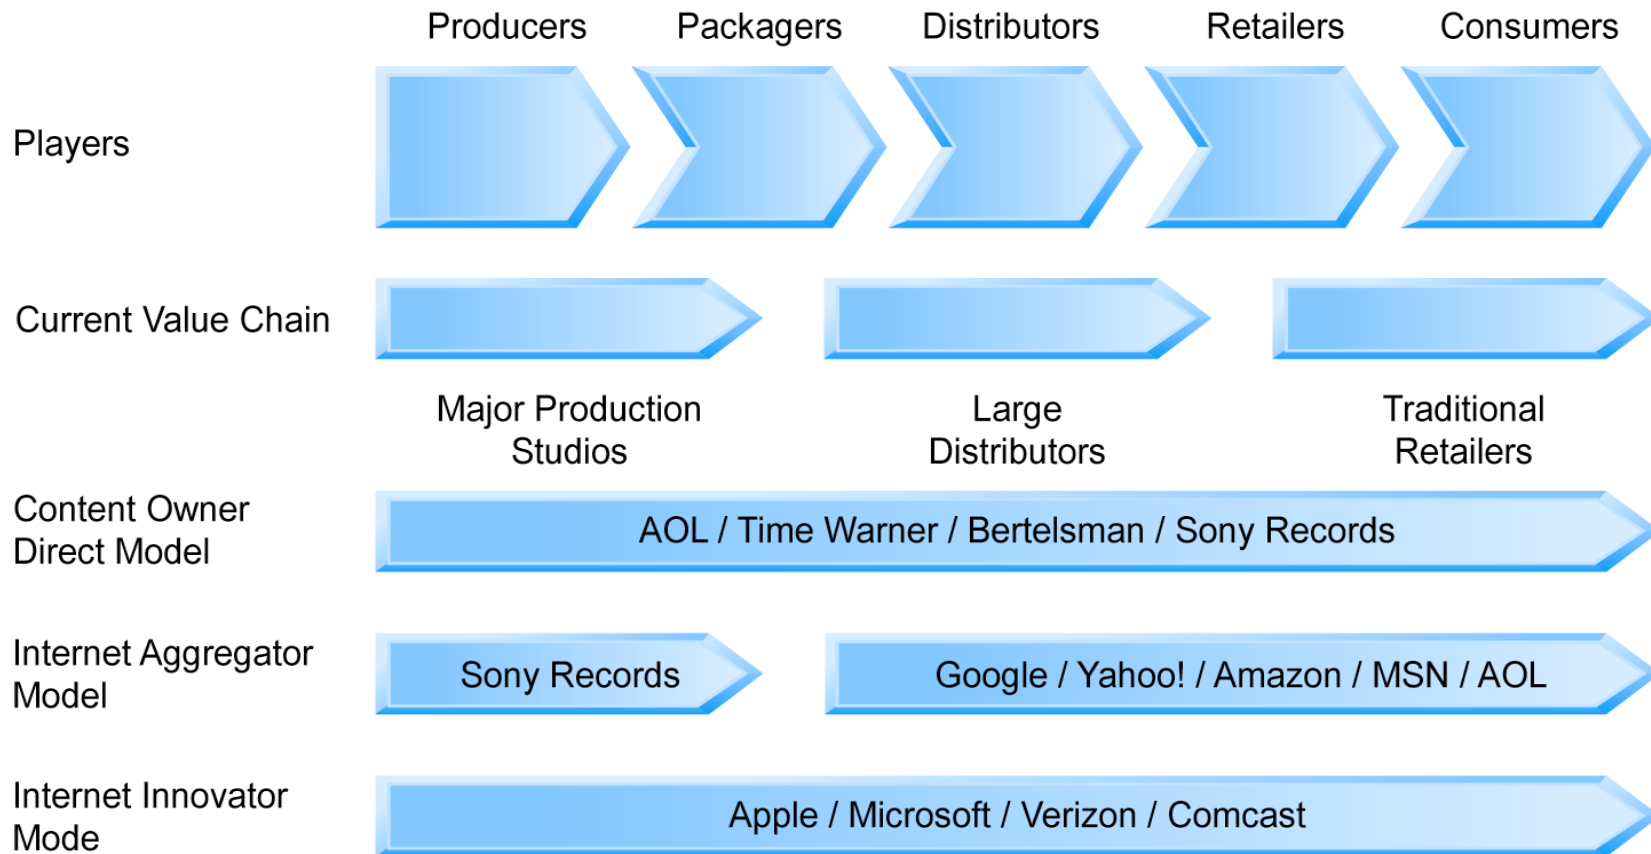 Producers Packagers Distributors Retailers Consumers
Players
Current Value Chain
Major Production
Studios
Large
Distributors
Traditional
Retailers
Content Owner
Direct Model
AOL / Time Warner / Bertelsman / Sony Records
Internet Aggregator
Model
Sony Records
Google / Yahoo! / Amazon / MSN / AOL
Internet Innovator
Mode
Apple / Microsoft / Verizon / Comcast